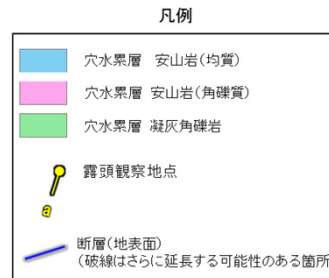 凡例
穴水累層 安山岩(均質)
穴水累層 安山岩(角礫質)
穴水累層 凝灰角礫岩
露頭観察地点
a
断層(地表面)
(破線はさらに延長する可能性のある箇所